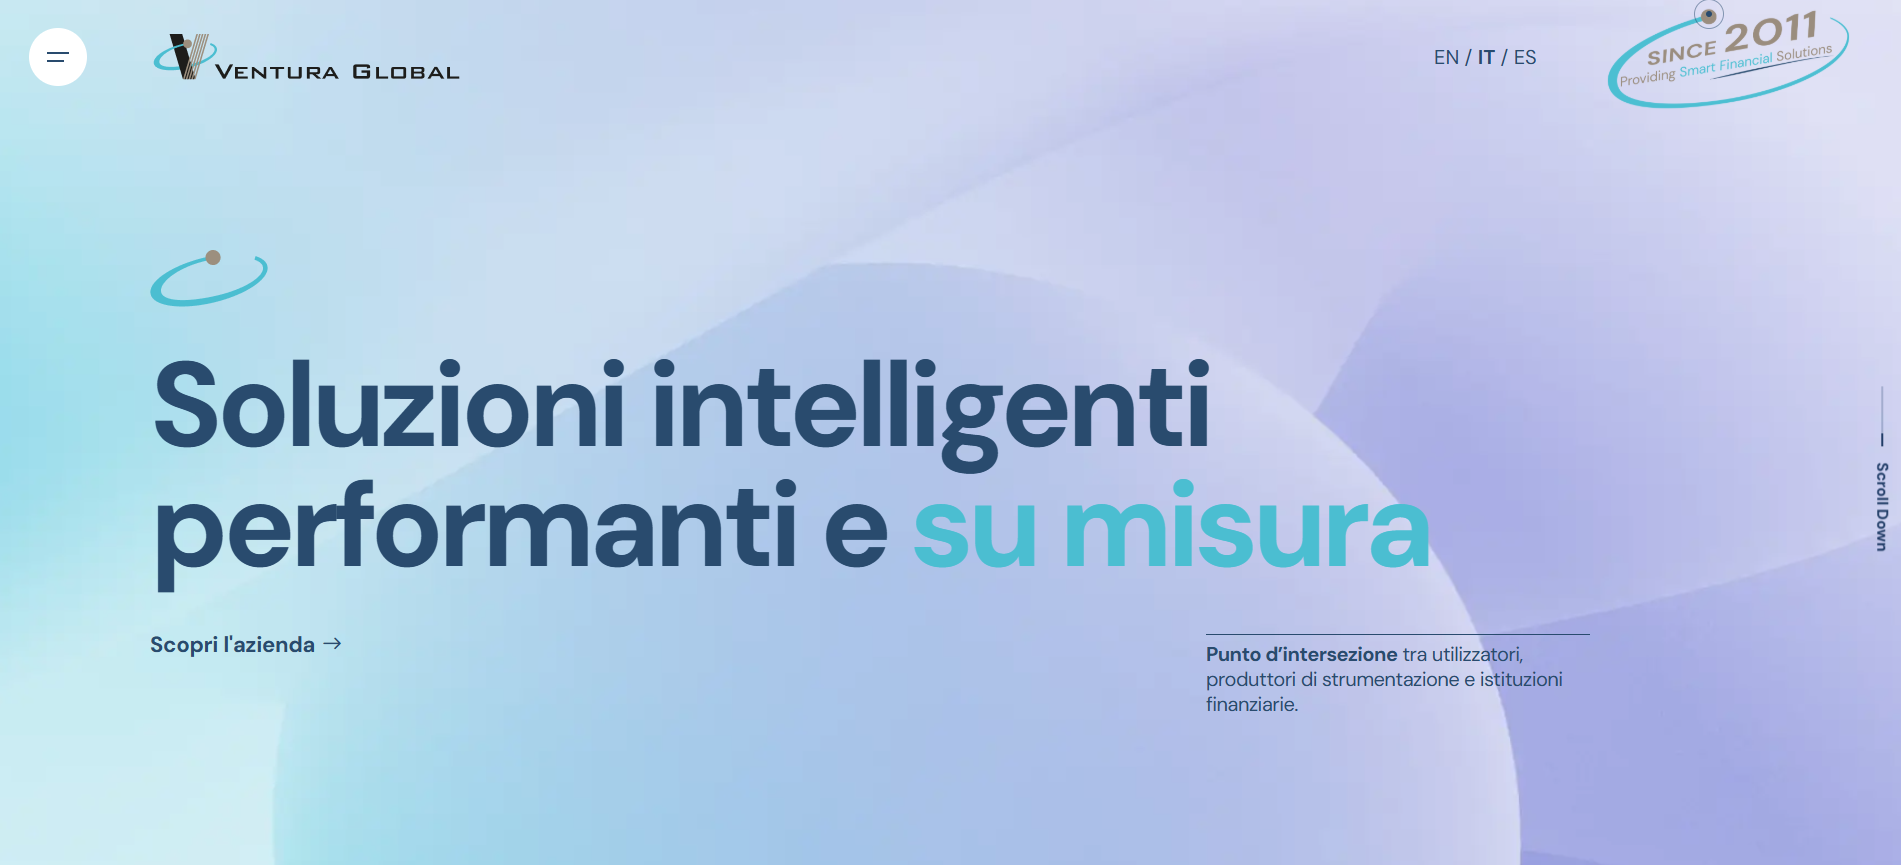 VENTURA GLOBAL
EN / IT / ES
SINCE 2011
Providing Smart Financial Solutions
Soluzioni intelligenti
performanti e su misura
Scopri l'azienda →
Punto d’intersezione tra utilizzatori,
produttori di strumentazione e istituzioni
finanziarie.
Scroll Down